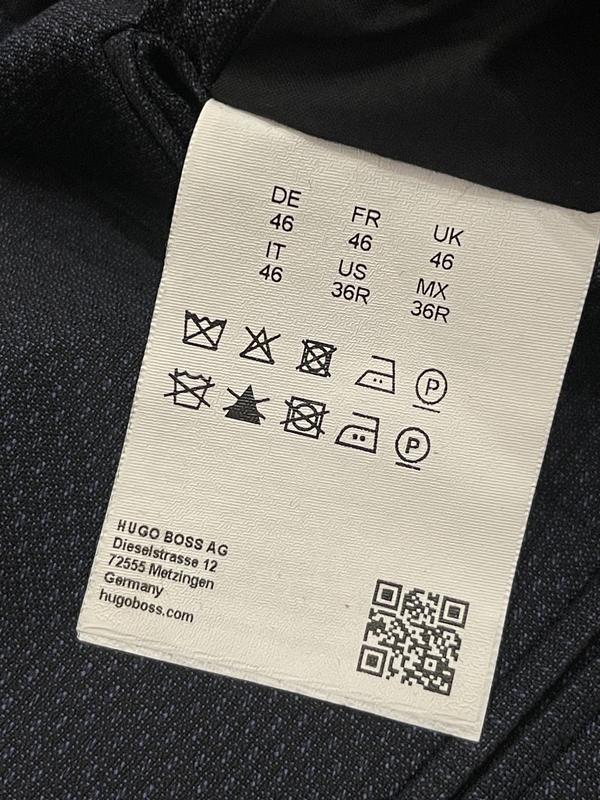 DE FR UK
46 46 46
IT US MX
46 36R 36R
P
P
HUGO BOSS AG
Dieselstrasse 12
72555 Metzingen
Germany
hugoboss.com